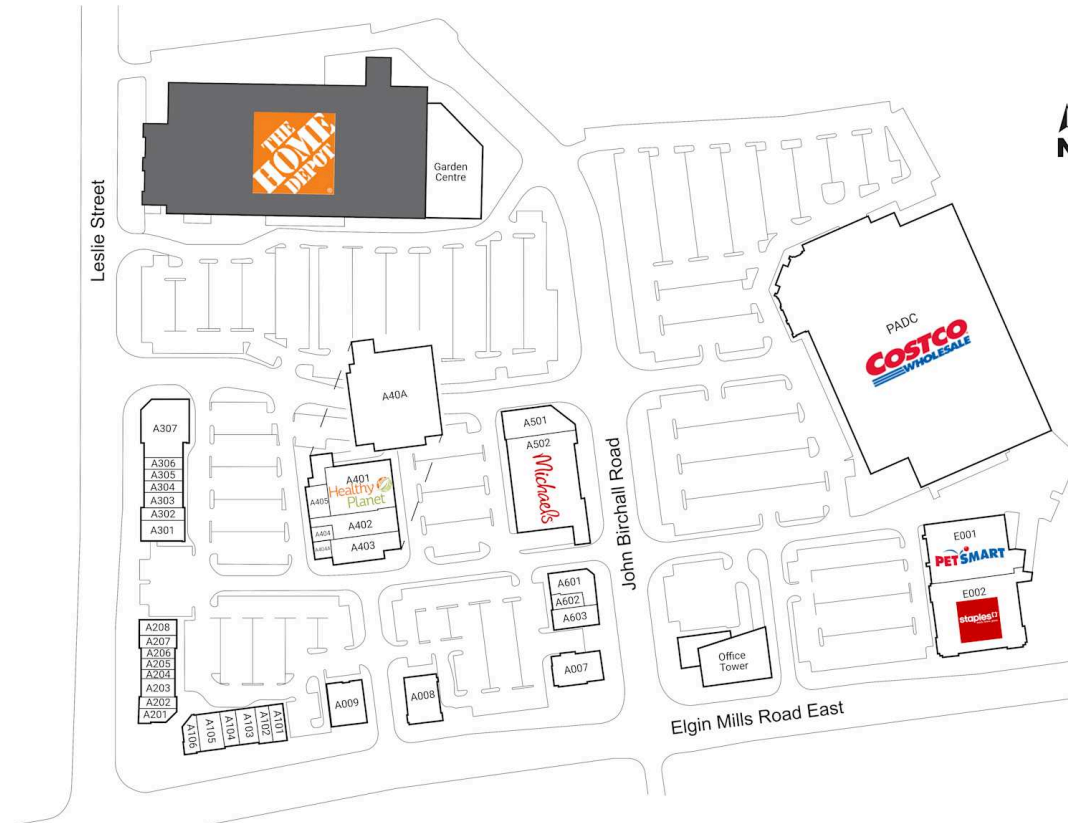 THE
HOME
DEPOT
Garden
Centre
Leslie Street
N
PADC
COSTCO
WHOLESALE
A40A
A307
A306
A305
A304
A303
A302
A301
A501
A502
Michaels
John Birchall Road
A401
Healthy
Planet
A405
A402
A404
A403
E001
PETSMART
E002
staples
A601
A602
A603
A007
Office
Tower
A208
A207
A206
A205
A204
A203
A202
A201
A106
A105
A104
A103
A102
A101
A009
A008
Elgin Mills Road East